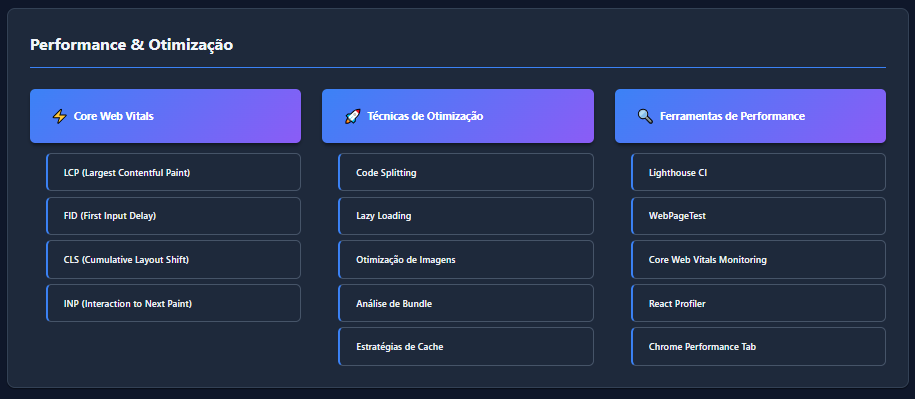 Performance & Otimização
Core Web Vitals
LCP (Largest Contentful Paint)
FID (First Input Delay)
CLS (Cumulative Layout Shift)
INP (Interaction to Next Paint)
Técnicas de Otimização
Code Splitting
Lazy Loading
Otimização de Imagens
Análise de Bundle
Estratégias de Cache
Ferramentas de Performance
Lighthouse CI
WebPageTest
Core Web Vitals Monitoring
React Profiler
Chrome Performance Tab